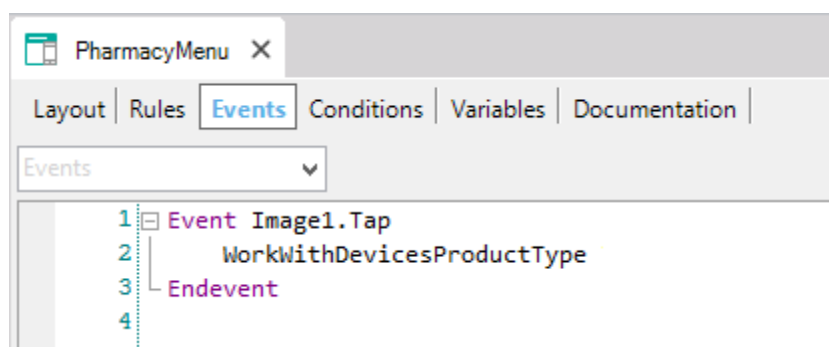 PharmacyMenu
Layout Rules Events Conditions Variables Documentation
Events
1 Event Image1.Tap
2 WorkWithDevicesProductType
3 Endevent
4